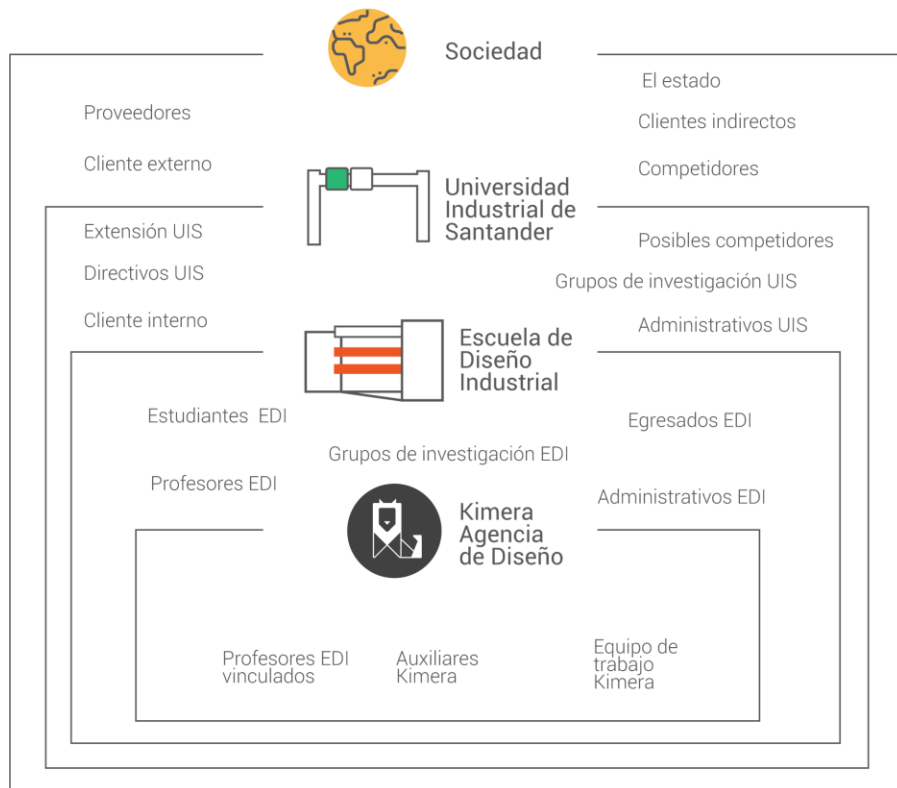 Sociedad
El estado
Proveedores
Clientes indirectos
Cliente externo
Competidores
Universidad
Industrial de
Santander
Extensión UIS
Posibles competidores
Directivos UIS
Grupos de investigación UIS
Cliente interno
Administrativos UIS
Escuela de
Diseño
Industrial
Estudiantes EDI
Egresados EDI
Grupos de investigación EDI
Profesores EDI
Administrativos EDI
Kimera
Agencia
de Diseño
Profesores EDI
vinculados
Auxiliares
Kimera
Equipo de
trabajo
Kimera